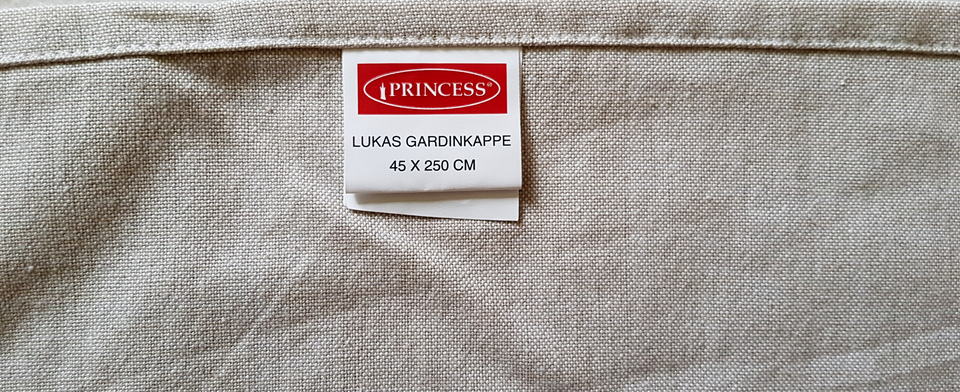 PRINCESS®
LUKAS GARDINKAPPE
45 X 250 CM